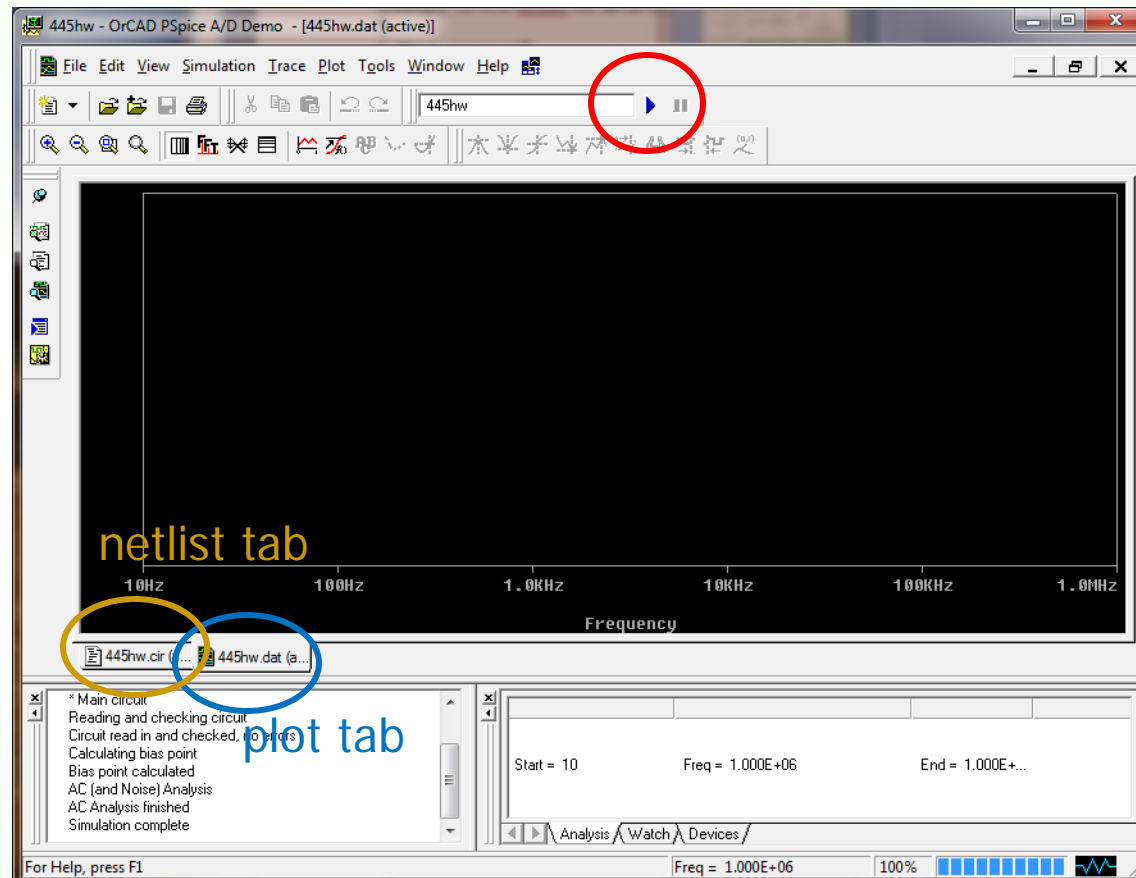 445hw - OrCAD PSpice A/D Demo - [445hw.dat (active)]
File Edit View Simulation Trace Plot Tools Window Help
445hw
FFT
netlist tab
10Hz 100Hz 1.0KHz 10KHz 100KHz 1.0MHz
Frequency
445hw.cir (... 445hw.dat (a...
plot tab
* Main circuit
Reading and checking circuit
Circuit read in and checked, no errors
Calculating bias point
Bias point calculated
AC (and Noise) Analysis
AC Analysis finished
Simulation complete
Start = 10 Freq = 1.000E+06 End = 1.000E+...
Analysis Watch Devices
For Help, press F1 Freq = 1.000E+06 100%